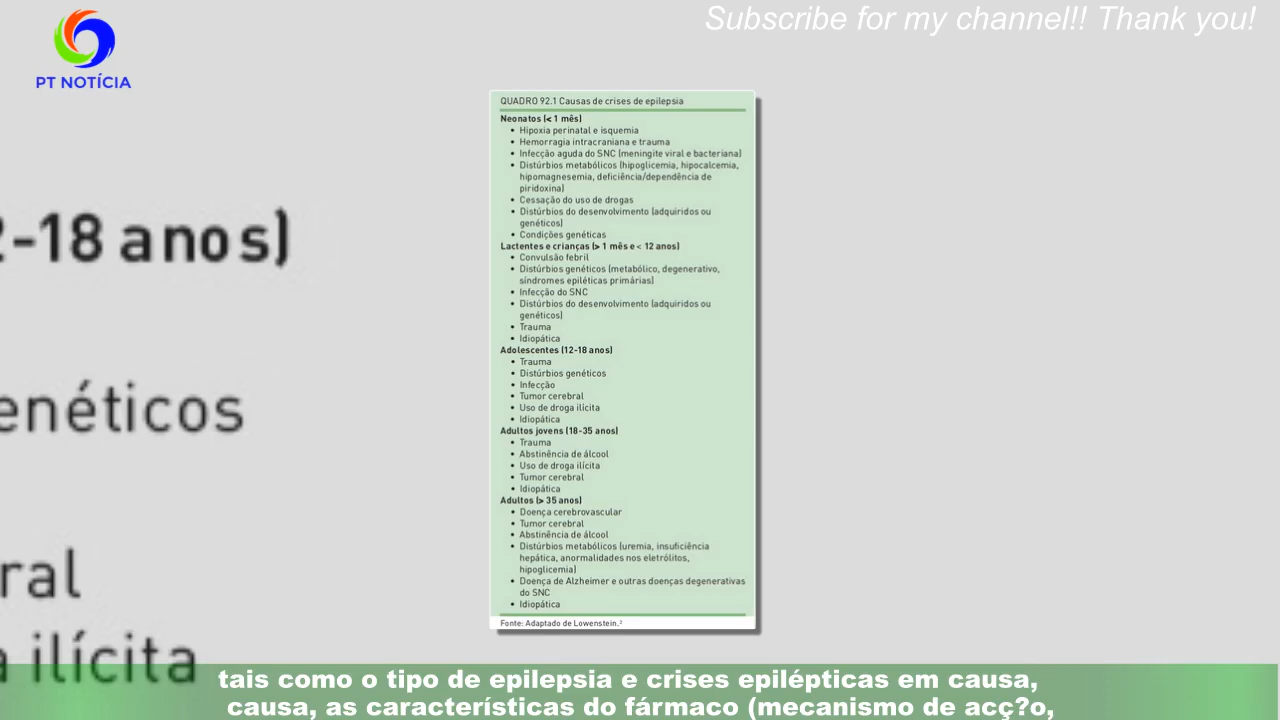 Subscribe for my channel!! Thank you!
PT NOTÍCIA
QUADRO 92.1 Causas de crises de epilepsia
Neonatos (< 1 mês)
• Hipoxia perinatal e isquemia
• Hemorragia intracraniana e trauma
• Infecção aguda do SNC (meningite viral e bacteriana)
• Distúrbios metabólicos (hipoglicemia, hipocalcemia,
hipomagnesemia, deficiência/dependência de
piridoxina)
• Cessação do uso de drogas
• Distúrbios do desenvolvimento (adquiridos ou
genéticos)
• Condições genéticas
Lactentes e crianças (> 1 mês e < 12 anos)
• Convulsão febril
• Distúrbios genéticos (metabólico, degenerativo,
síndromes epiléticas primárias)
• Infecção do SNC
• Distúrbios do desenvolvimento (adquiridos ou
genéticos)
• Trauma
• Idiopática
Adolescentes (12-18 anos)
• Trauma
• Distúrbios genéticos
• Infecção
• Tumor cerebral
• Uso de droga ilícita
• Idiopática
Adultos jovens (18-35 anos)
• Trauma
• Abstinência de álcool
• Uso de droga ilícita
• Tumor cerebral
• Idiopática
Adultos (> 35 anos)
• Doença cerebrovascular
• Tumor cerebral
• Abstinência de álcool
• Distúrbios metabólicos (uremia, insuficiência
hepática, anormalidades nos eletrólitos,
hipoglicemia)
• Doença de Alzheimer e outras doenças degenerativas
do SNC
• Idiopática
Fonte: Adaptado de Lowenstein.²
2-18 anos)
enéticos
ral
a ilícita
tais como o tipo de epilepsia e crises epilépticas em causa,
causa, as características do fármaco (mecanismo de acç?o,